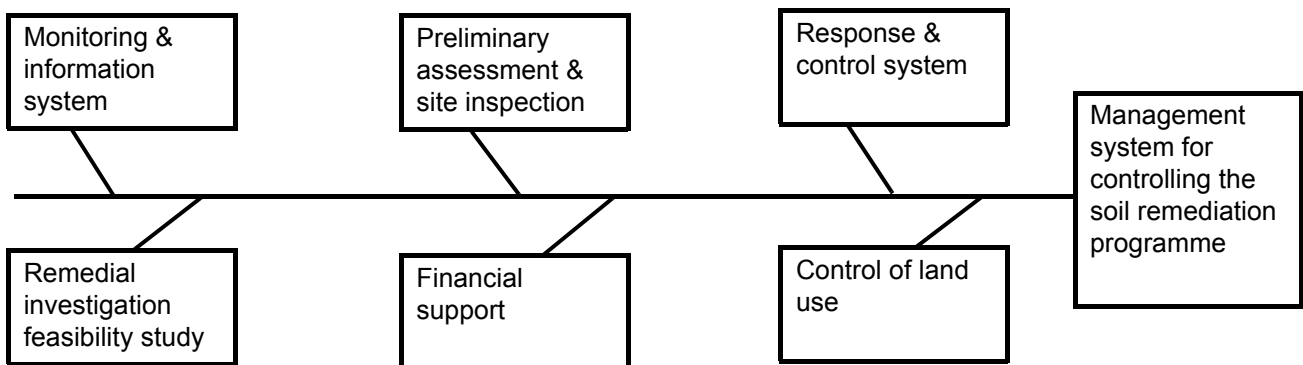 Monitoring &
information
system
Preliminary
assessment &
site inspection
Response &
control system
Management
system for
controlling the
soil remediation
programme
Remedial
investigation
feasibility study
Financial
support
Control of land
use